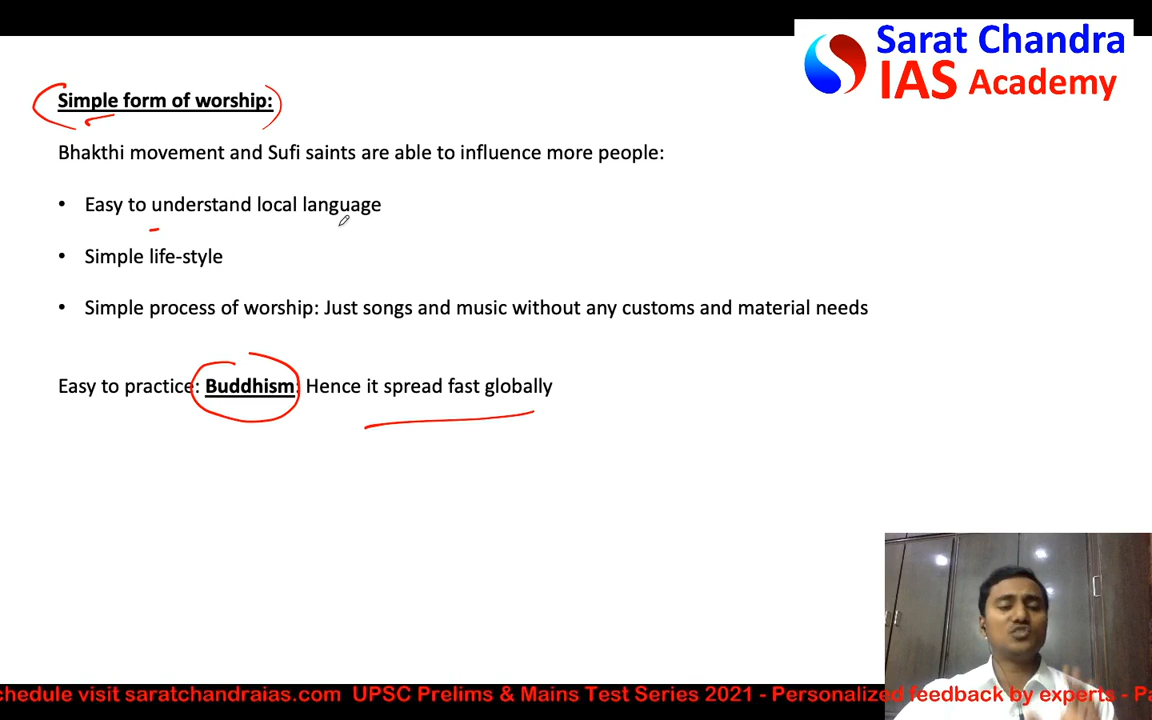 Sarat Chandra
IAS Academy
Simple form of worship:
Bhakthi movement and Sufi saints are able to influence more people:
• Easy to understand local language
• Simple life-style
• Simple process of worship: Just songs and music without any customs and material needs
Easy to practice: Buddhism: Hence it spread fast globally
chedule visit saratchandraias.com UPSC Prelims & Mains Test Series 2021 - Personalized feedback by experts - Pa